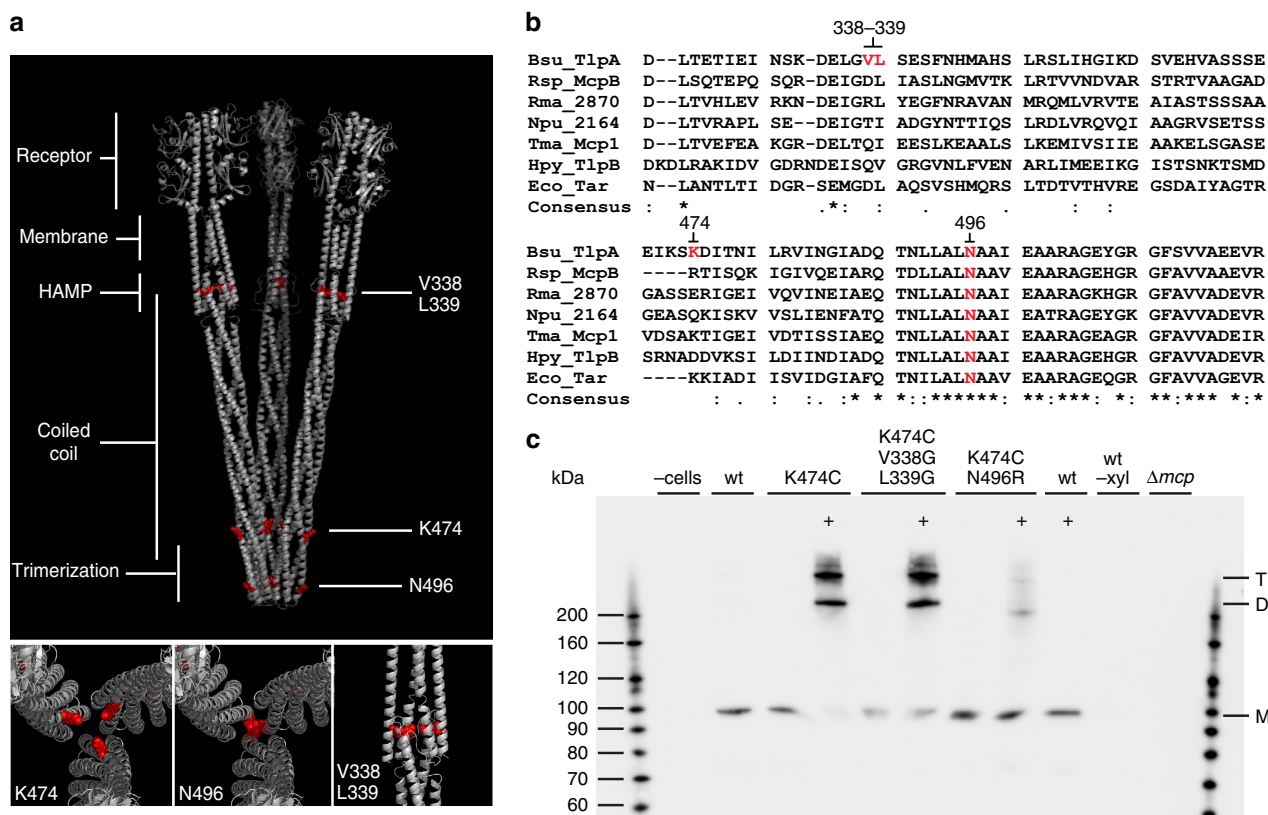 a
Receptor
Membrane
HAMP
V338
L339
Coiled
coil
K474
Trimerization
N496
K474
N496
V338
L339
b
338–339
Bsu_TlpA D--LTETIEI NSK-DELGVL SESFNHMAHS LRSLIHGIKD SVEHVASSSE
Rsp_McpB D--LSQTEPQ SQR-DEIGDL IASLNGMVTK LRTVVNDVAR STRTVAAGAD
Rma_2870 D--LTVHLEV RKN-DEIGRL YEGFNRAVAN MRQMLVRVTE AIASTSSSAA
Npu_2164 D--LTVRAPL SE--DEIGTI ADGYNTTIQS LRDLVRQVQI AAGRVSETSS
Tma_Mcp1 D--LTVEFEA KGR-DELTQI EESLKEAALS LKEMIVSIIE AAKELSGASE
Hpy_TlpB DKDLRAKIDV GDRNDEISQV GRGVNLFVEN ARLIMEEIKG ISTSNKTSMD
Eco_Tar N--LANTLTI DGR-SEMGDL AQSVSHMQRS LTDTVTHVRE GSDAIYAGTR
Consensus : * .*: : . . : :
474 496
Bsu_TlpA EIKSKDITNI LRVINGIADQ TNLLALNAAI EAARAGEYGR GFSVVAEEVR
Rsp_McpB ----RTISQK IGIVQEIARQ TDLLALNAAV EAARAGEHGK GFAVVADEVR
Rma_2870 GASSERIGEI VQVINEIAEQ TNLLALNAAI EAARAGKHGR GFAVVADEVR
Npu_2164 GEASQKISKV VSLIENFATQ TNLLALNAAI EATRAGEYGK GFAVVADEVR
Tma_Mcp1 VDSAKTIGEI VDTISSIADQ TNLLALNAAI EAARAGEAGR GFAVVADEIR
Hpy_TlpB SRNADDVKSI LDIINDIADQ TNLLALNAAI EAARAGEHGR GFAVVADEVR
Eco_Tar ----KKIADI ISVIDGIAFQ TNILALNAAV EAARAGEQGR GFAVVAGEVR
Consensus : . :. * * *::****** **:***: *: **:*** *:*
c
kDa
–cells
wt
K474C
K474C
V338G
L339G
K474C
N496R
wt
wt
–xyl
Δmcp
+ + + +
T
D
200
160
120
100
M
90
80
70
60